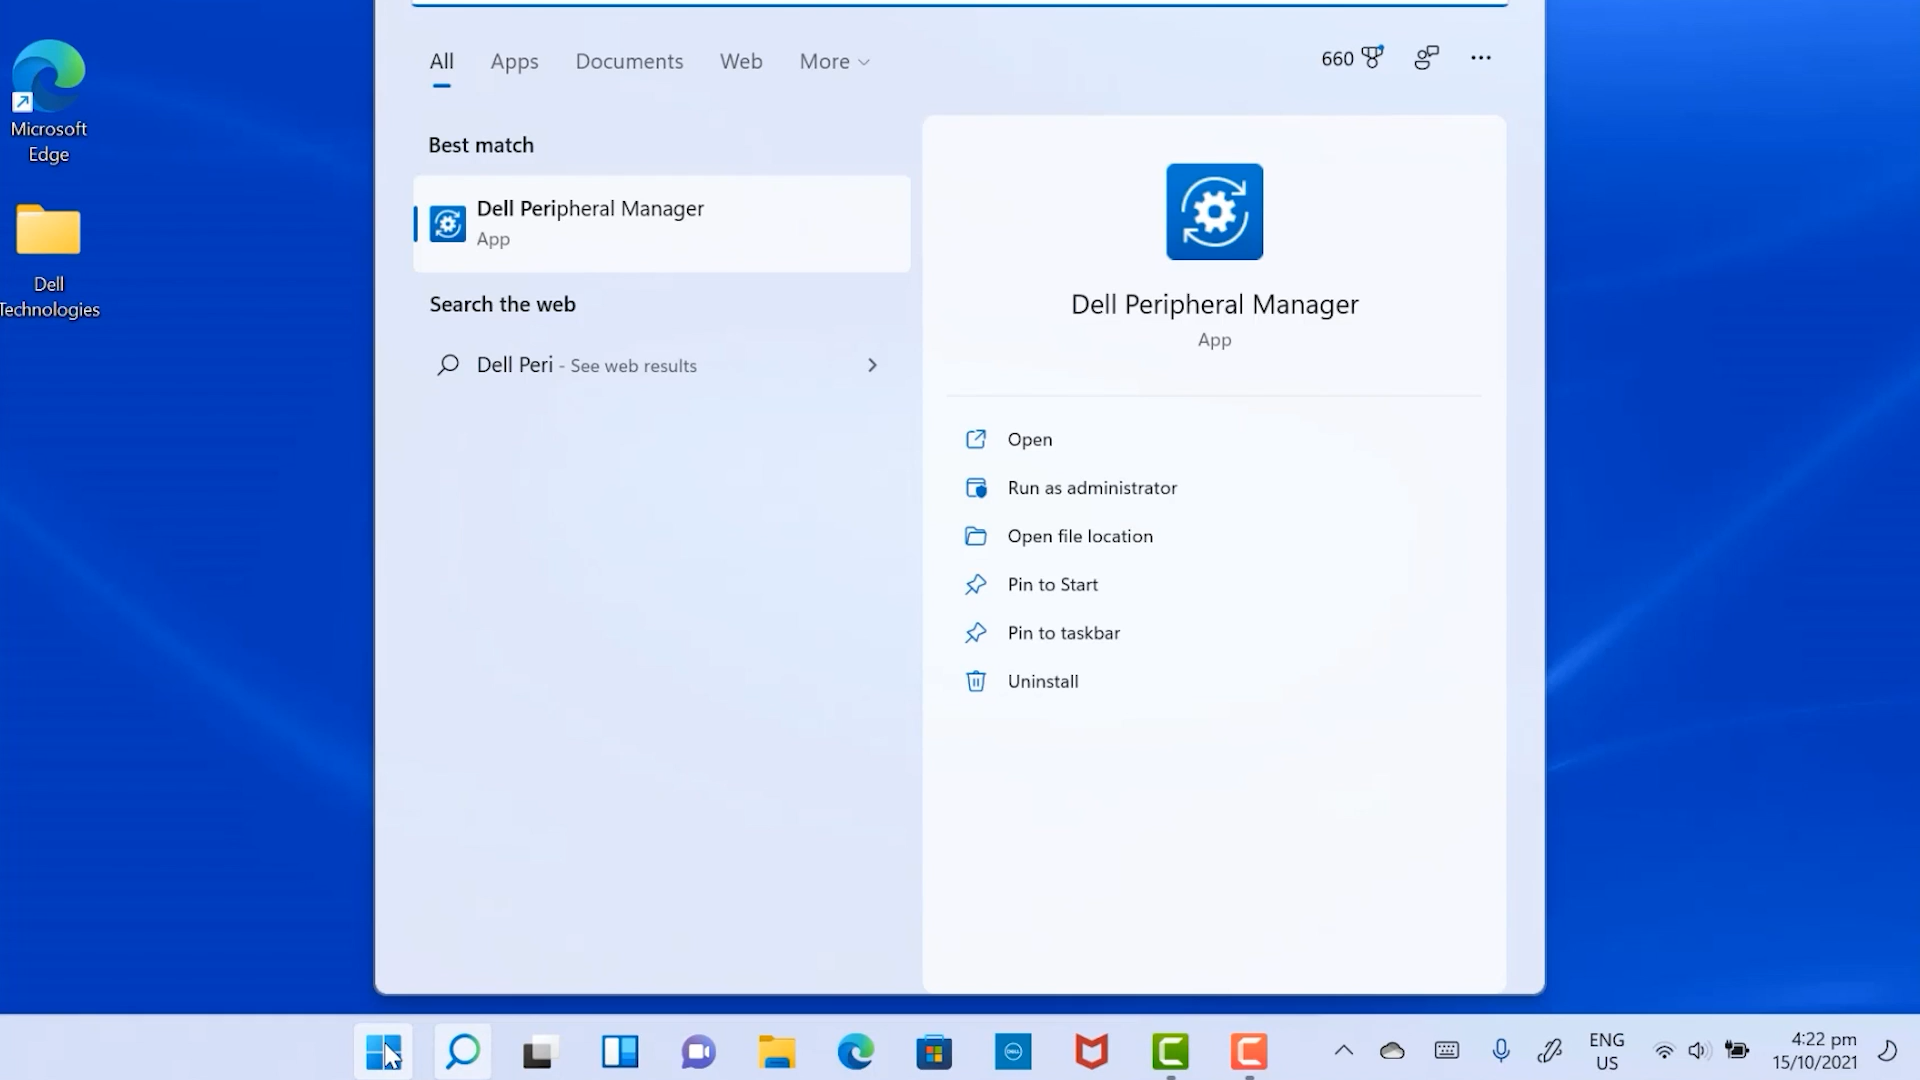 All Apps Documents Web More
660
Microsoft
Edge
Dell
Technologies
Best match
Dell Peripheral Manager
App
Search the web
Dell Peri - See web results
Dell Peripheral Manager
App
Open
Run as administrator
Open file location
Pin to Start
Pin to taskbar
Uninstall
DELL
ENG
US
4:22 pm
15/10/2021